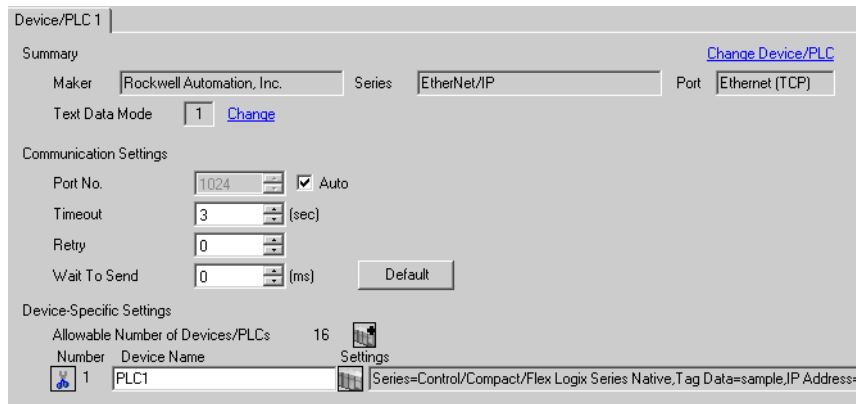 Device/PLC 1
Summary Change Device/PLC
Maker Rockwell Automation, Inc. Series EtherNet/IP Port Ethernet (TCP)
Text Data Mode 1 Change
Communication Settings
Port No. 1024 Auto
Timeout 3 (sec)
Retry 0
Wait To Send 0 (ms) Default
Device-Specific Settings
Allowable Number of Devices/PLCs 16
Number Device Name Settings
1 PLC1 Series=Control/Compact/Flex Logix Series Native,Tag Data=sample,IP Address=